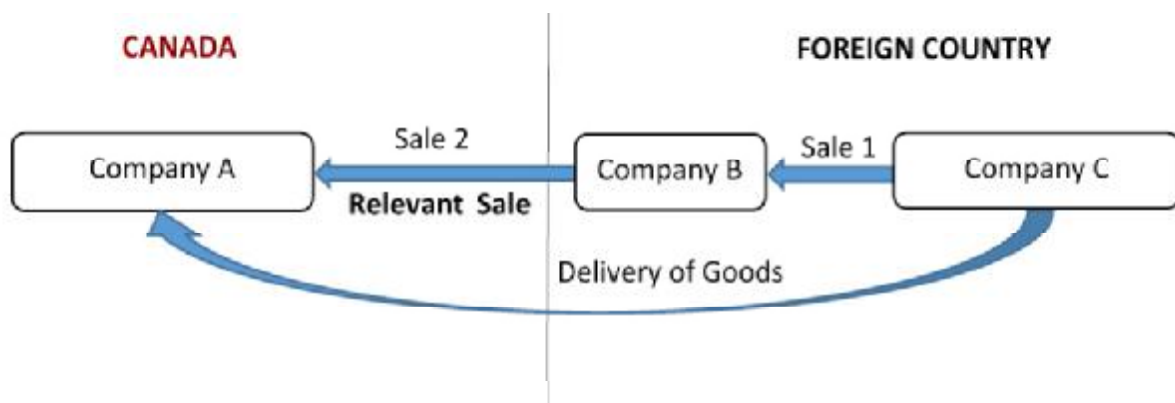 CANADA
FOREIGN COUNTRY
Sale 2
Sale 1
Company A
Company B
Company C
Relevant Sale
Delivery of Goods